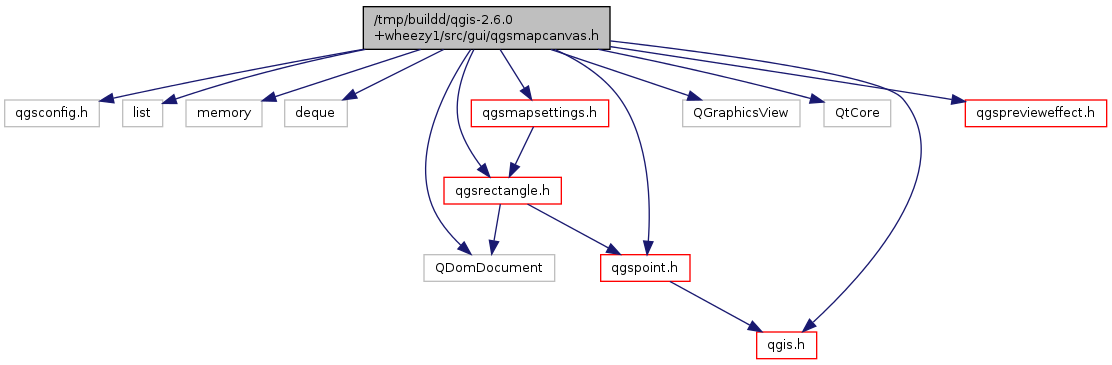 /tmp/buildd/qgis-2.6.0
+wheezy1/src/gui/qgsmapcanvas.h
qgsconfig.h
list
memory
deque
qgsmapsettings.h
QGraphicsView
QtCore
qgspreviewеffect.h
qgsrectangle.h
QDomDocument
qgspoint.h
qgis.h